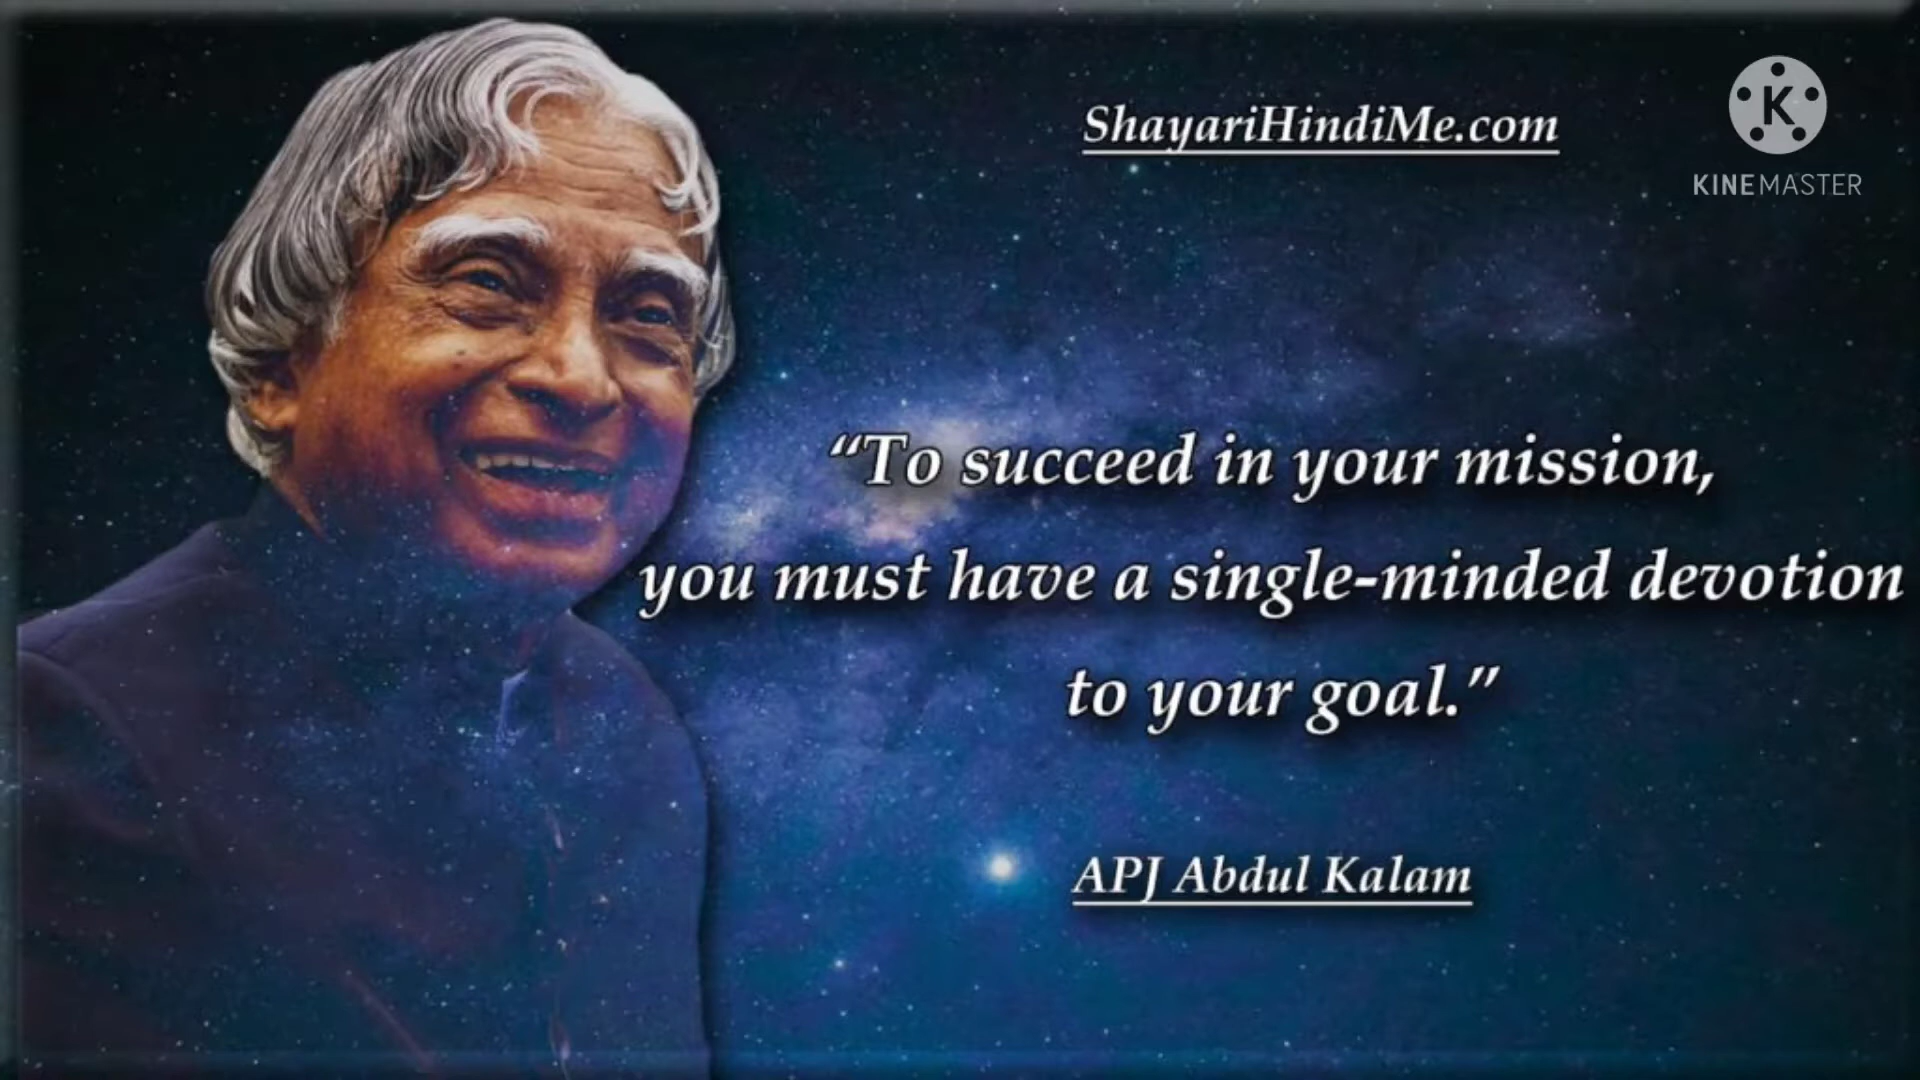 ShayariHindiMe.com
K
KINEMASTER
“To succeed in your mission,
you must have a single-minded devotion
to your goal.”
APJ Abdul Kalam